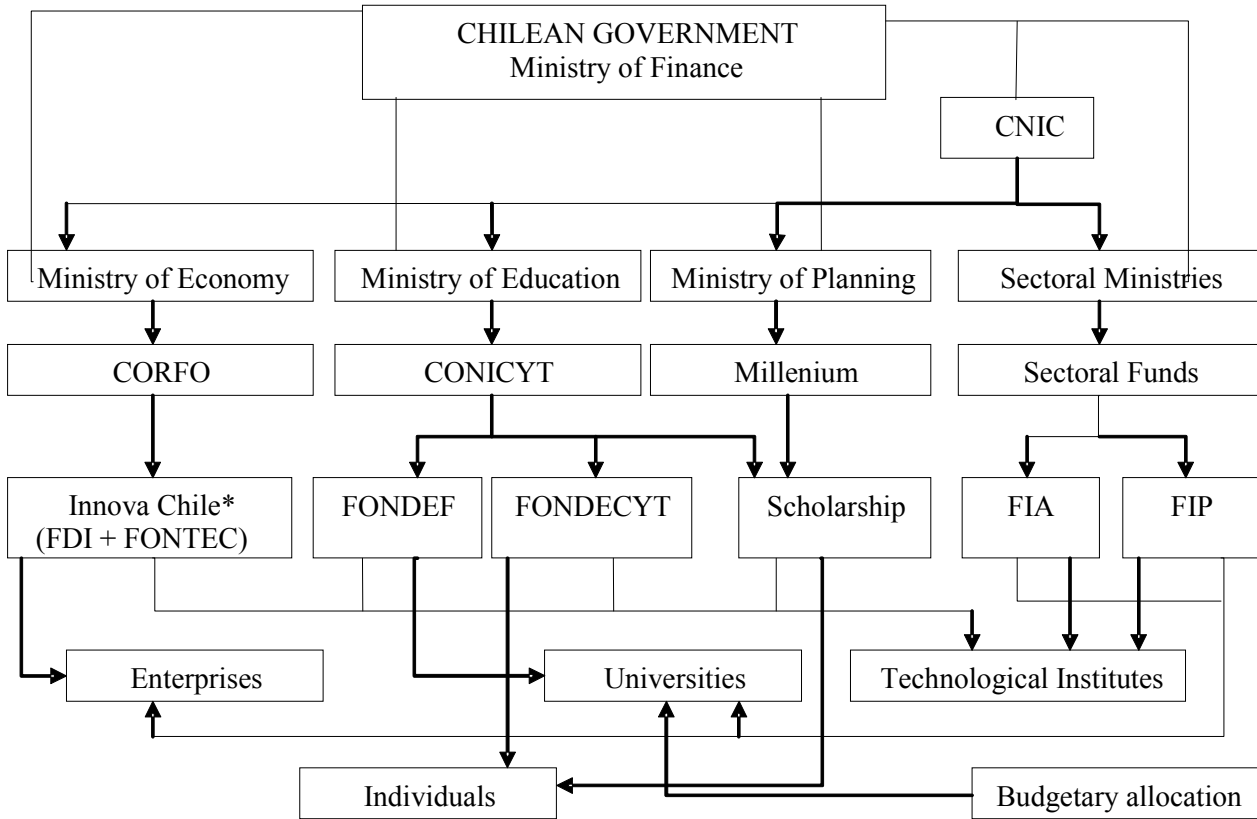 CHILEAN GOVERNMENT
Ministry of Finance
CNIC
Ministry of Economy
Ministry of Education
Ministry of Planning
Sectoral Ministries
CORFO
CONICYT
Millenium
Sectoral Funds
Innova Chile*
(FDI + FONTEC)
FONDEF
FONDECYT
Scholarship
FIA
FIP
Enterprises
Universities
Technological Institutes
Individuals
Budgetary allocation